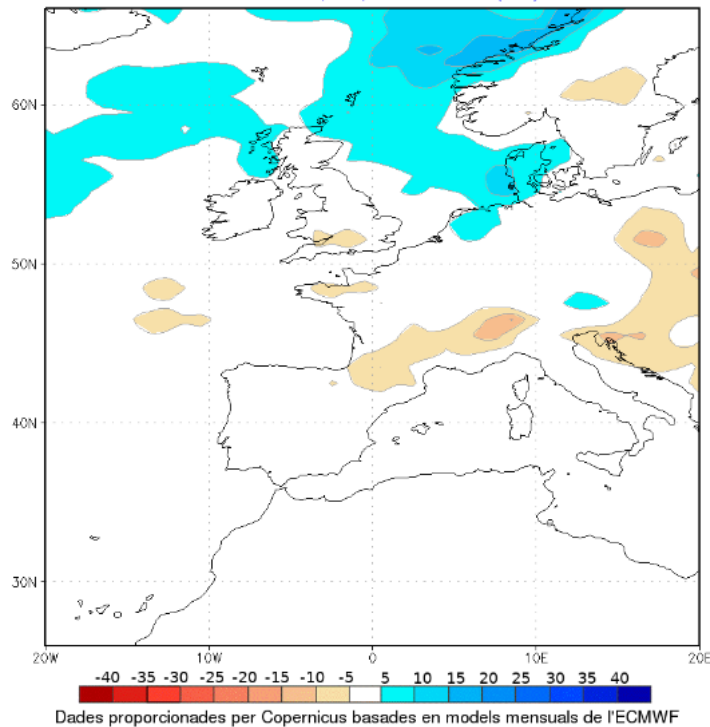 60N
50N
40N
30N
20W 10W 0 10E 20E
-40 -35 -30 -25 -20 -15 -10 -5 5 10 15 20 25 30 35 40
Dades proporcionades per Copernicus basades en models mensuals de l'ECMWF